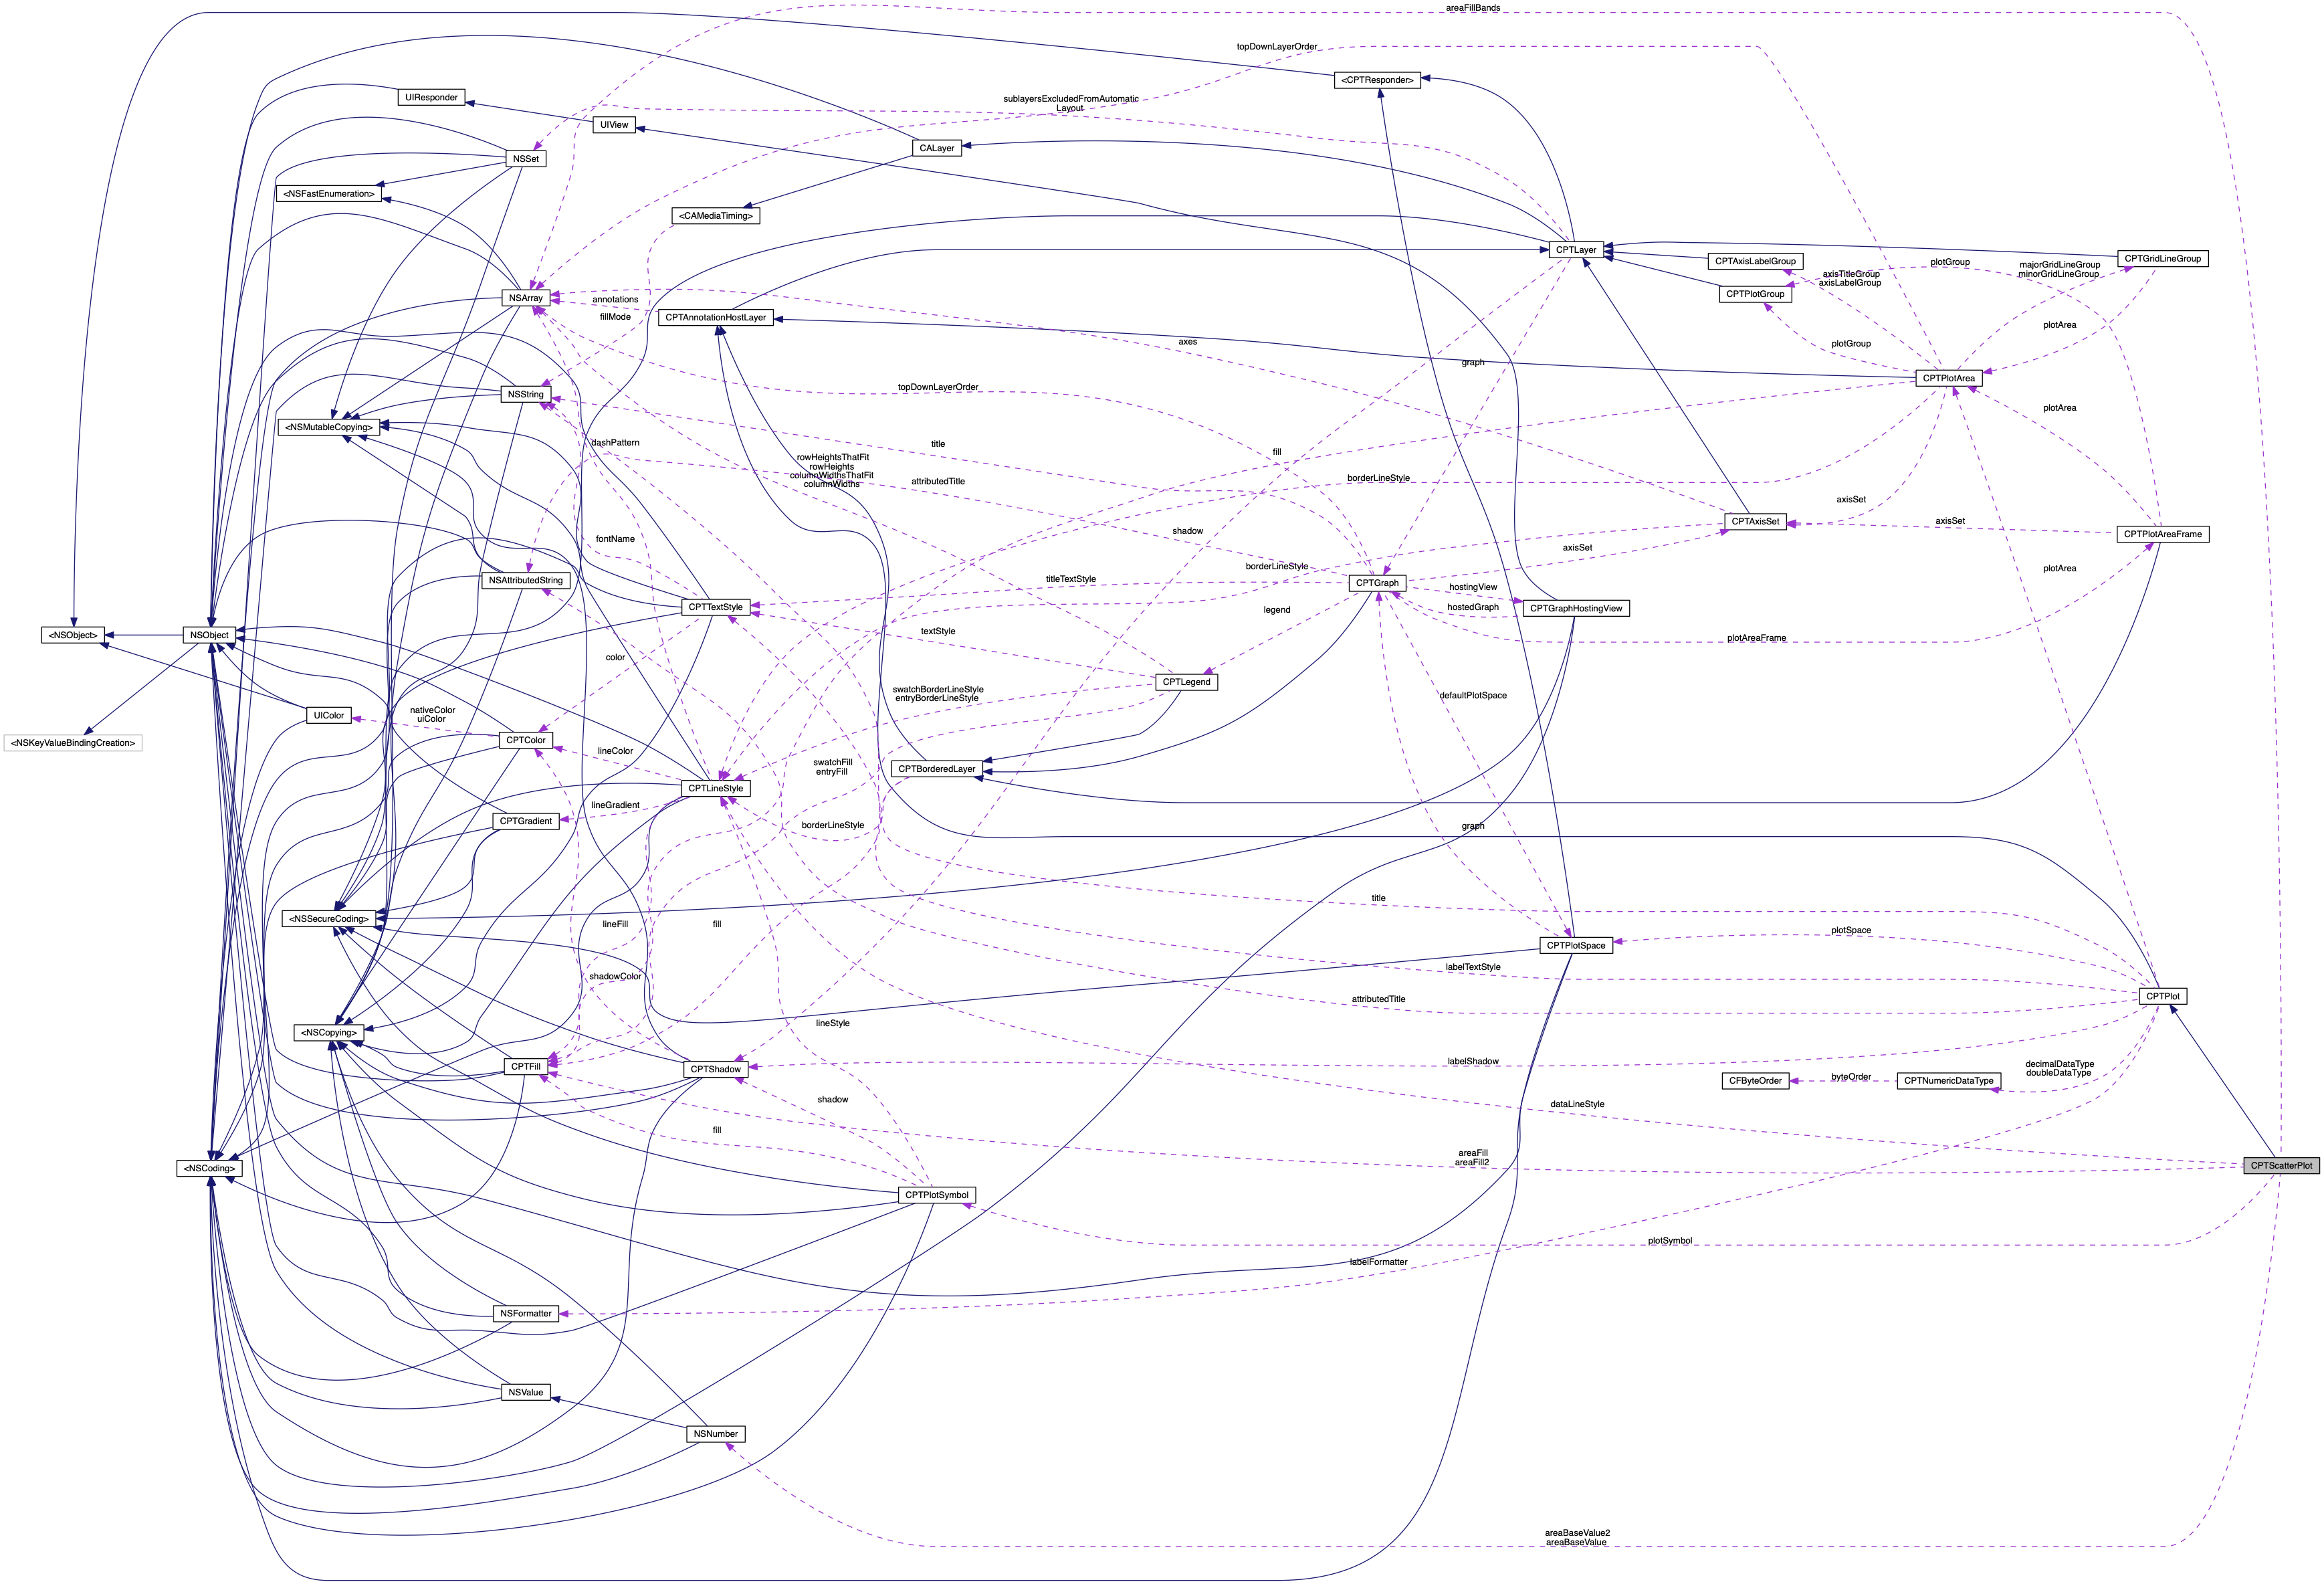 areaFillBands
topDownLayerOrder
<CPTResponder>
UIResponder
sublayersExcludedFromAutomatic
Layout
UIView
CALayer
NSSet
<NSFastEnumeration>
<CAMediaTiming>
CPTLayer
CPTAxisLabelGroup
plotGroup
majorGridLineGroup
minorGridLineGroup
CPTGridLineGroup
axisTitleGroup
axisLabelGroup
CPTPlotGroup
NSArray
annotations
fillMode
CPTAnnotationHostLayer
plotArea
axes
plotGroup
graph
CPTPlotArea
NSString
topDownLayerOrder
plotArea
<NSMutableCopying>
dashPattern
title
fill
rowHeightsThatFit
rowHeights
columnWidthsThatFit
columnWidths
attributedTitle
borderLineStyle
axisSet
CPTAxisSet
axisSet
CPTPlotAreaFrame
shadow
fontName
axisSet
borderLineStyle
plotArea
NSAttributedString
titleTextStyle
CPTGraph
hostingView
CPTTextStyle
hostedGraph
CPTGraphHostingView
legend
<NSObject>
NSObject
textStyle
plotAreaFrame
color
CPTLegend
swatchBorderLineStyle
entryBorderLineStyle
defaultPlotSpace
nativeColor
uiColor
UIColor
<NSKeyValueBindingCreation>
CPTColor
lineColor
swatchFill
entryFill
CPTBorderedLayer
CPTLineStyle
lineGradient
CPTGradient
borderLineStyle
graph
title
<NSSecureCoding>
lineFill
fill
plotSpace
CPTPlotSpace
shadowColor
labelTextStyle
CPTPlot
attributedTitle
<NSCopying>
lineStyle
labelShadow
CPTFill
CPTShadow
decimalDataType
doubleDataType
CFByteOrder
byteOrder
CPTNumericDataType
shadow
dataLineStyle
fill
areaFill
areaFill2
CPTScatterPlot
<NSCoding>
CPTPlotSymbol
plotSymbol
labelFormatter
NSFormatter
NSValue
NSNumber
areaBaseValue2
areaBaseValue